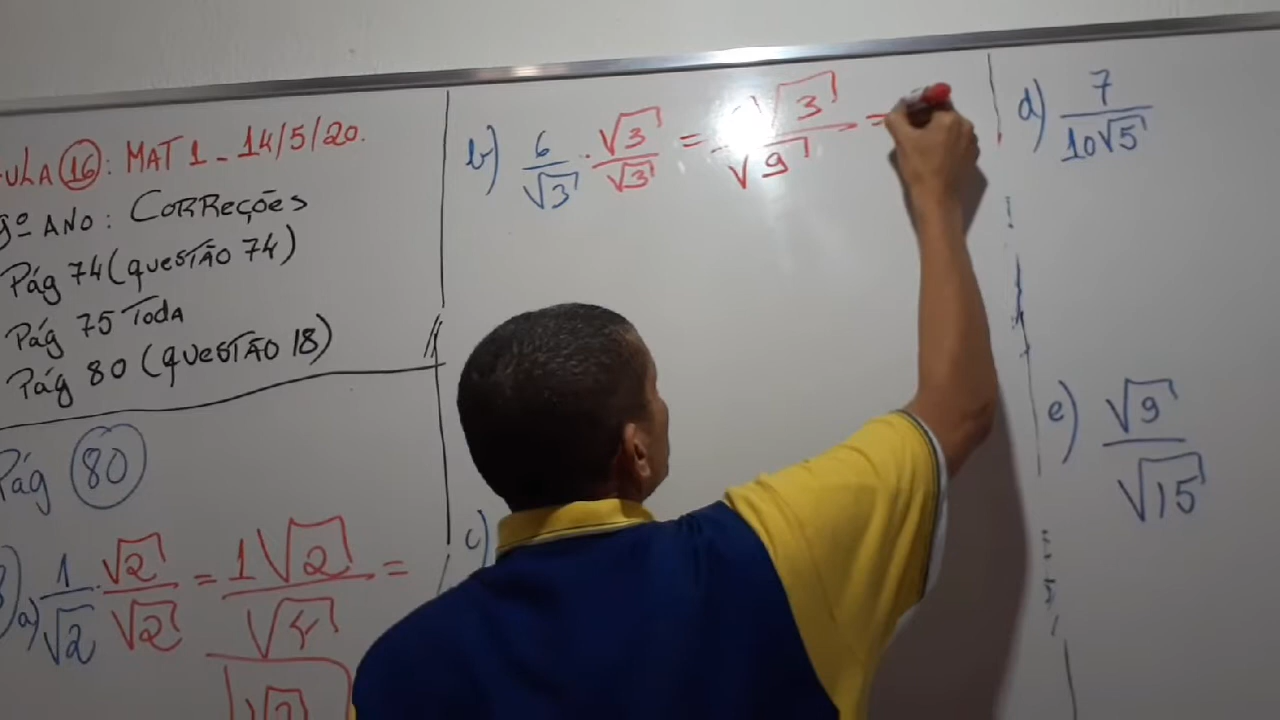 ULA 16: MAT 1 - 14/5/20.
9º ANO: CORReções
Pág 74 (questão 74)
Pág 75 Toda
Pág 80 (questão 18)
Pág 80
a) 1/√2 · √2/√2 = 1√2/√4 =
√2
b) 6/√3 · √3/√3 = √3/√9 =
c)
d) 7/10√5
e) √9/√15